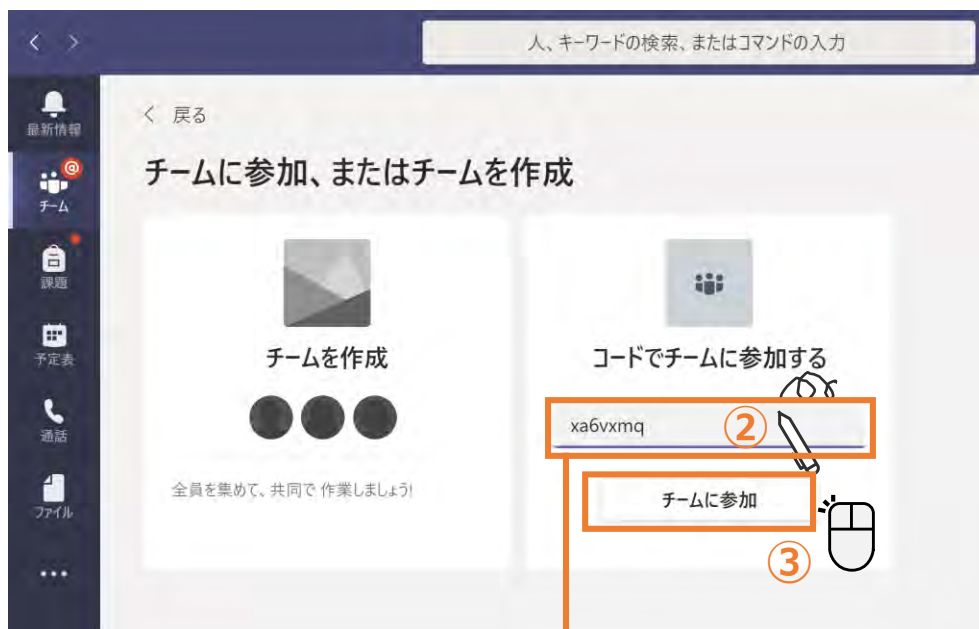 人、キーワードの検索、またはコマンドの入力
最新情報
@
チーム
課題
予定表
通話
ファイル
戻る
チームに参加、またはチームを作成
チームを作成
全員を集めて、共同で 作業しましょう!
コードでチームに参加する
xa6vxmq
②
チームに参加
③